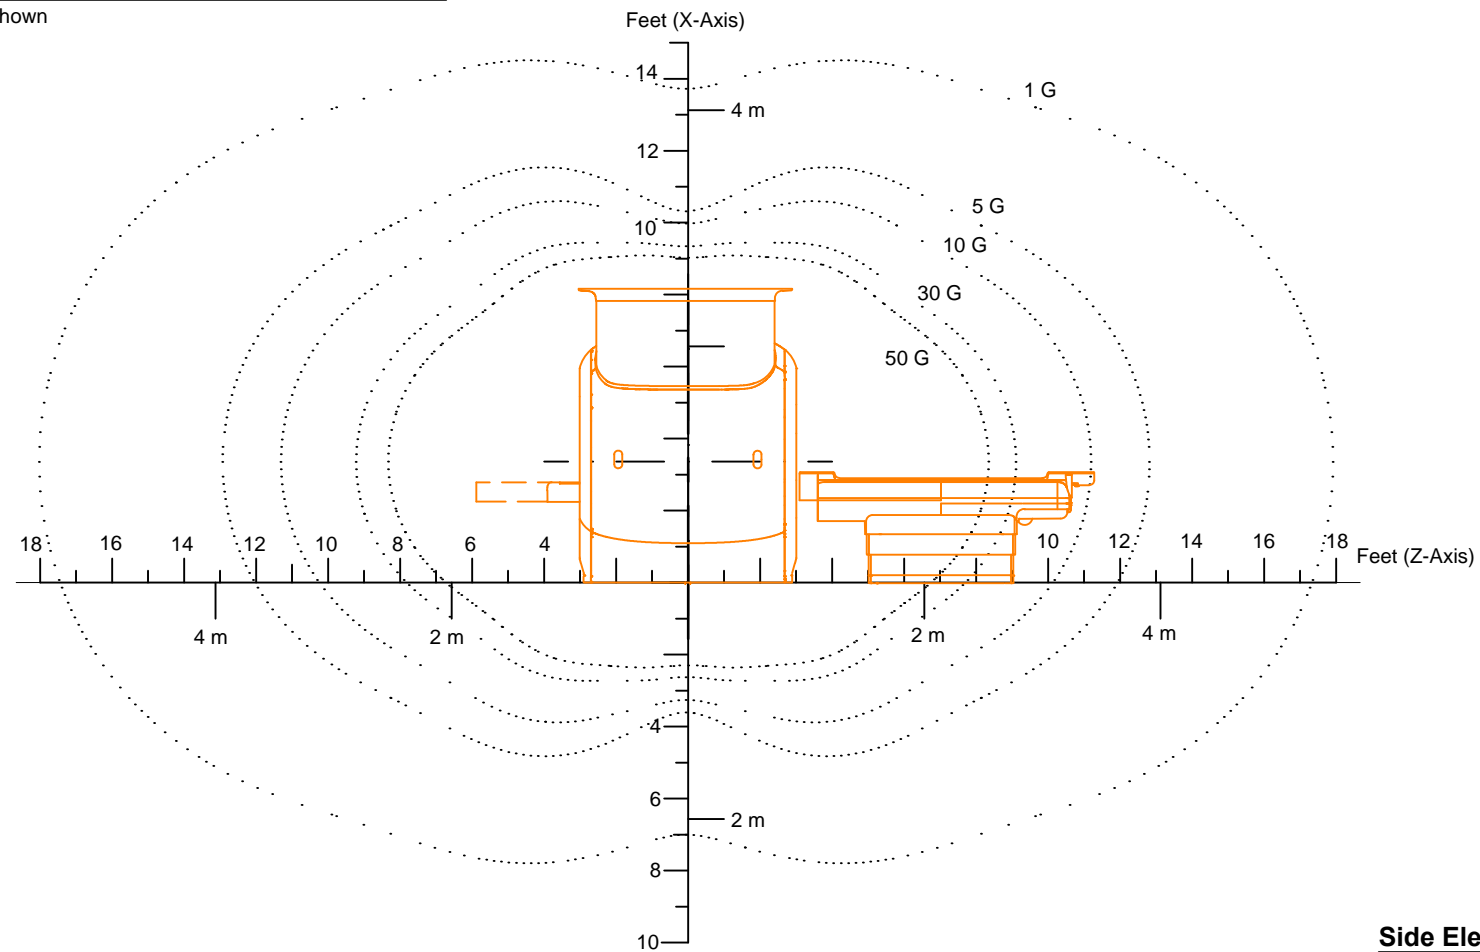 hown
Feet (X-Axis)
14
1 G
4 m
12
5 G
10
10 G
30 G
50 G
18 16 14 12 10 8 6 4 10 12 14 16 18 Feet (Z-Axis)
4 m 2 m 2 m 4 m
4
6
2 m
8
10
Side Ele